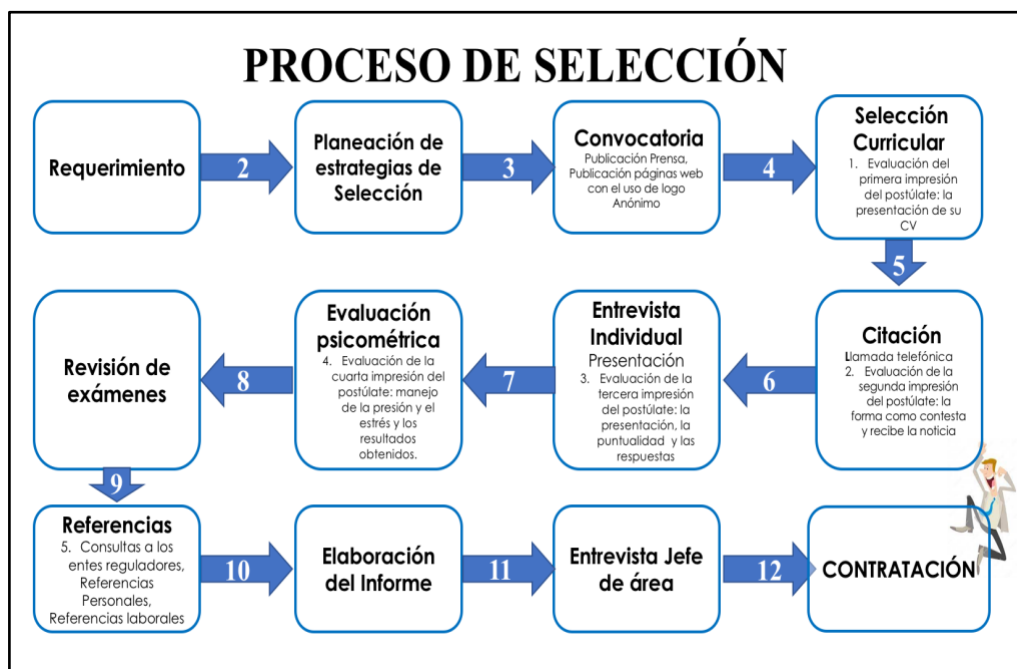 PROCESO DE SELECCIÓN
Requerimiento
2
Planeación de
estrategias de
Selección
3
Convocatoria
Publicación Prensa,
Publicación páginas web
con el uso de logo
Anónimo
4
Selección
Curricular
1. Evaluación del
primera impresión
del postúlate: la
presentación de su
CV
5
Citación
Llamada telefónica
2. Evaluación de la
segunda impresión
del postúlate: la
forma como contesta
y recibe la noticia
6
Entrevista
Individual
Presentación
3. Evaluación de la
tercera impresión
del postúlate: la
presentación, la
puntualidad y las
respuestas
7
Evaluación
psicométrica
4. Evaluación de la
cuarta impresión del
postúlate: manejo
de la presión y el
estrés y los
resultados
obtenidos.
8
Revisión de
exámenes
9
Referencias
5. Consultas a los
entes reguladores,
Referencias
Personales,
Referencias laborales
10
Elaboración
del Informe
11
Entrevista Jefe
de área
12
CONTRATACIÓN